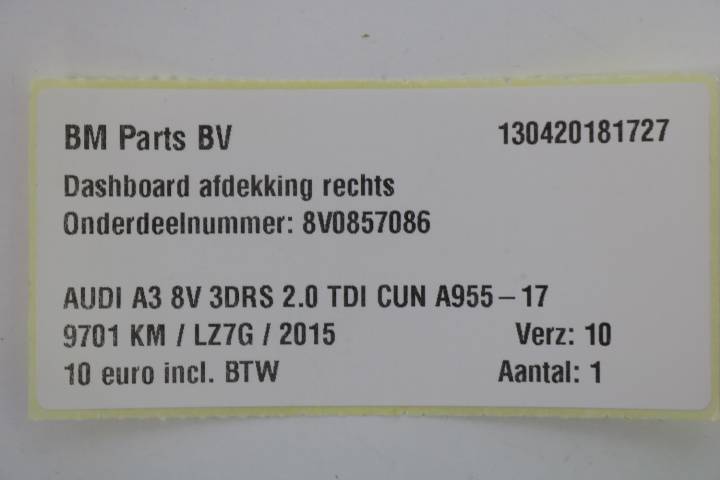 BM Parts BV 130420181727
Dashboard afdekking rechts
Onderdeelnummer: 8V0857086
AUDI A3 8V 3DRS 2.0 TDI CUN A955-17
9701 KM / LZ7G / 2015 Verz: 10
10 euro incl. BTW Aantal: 1